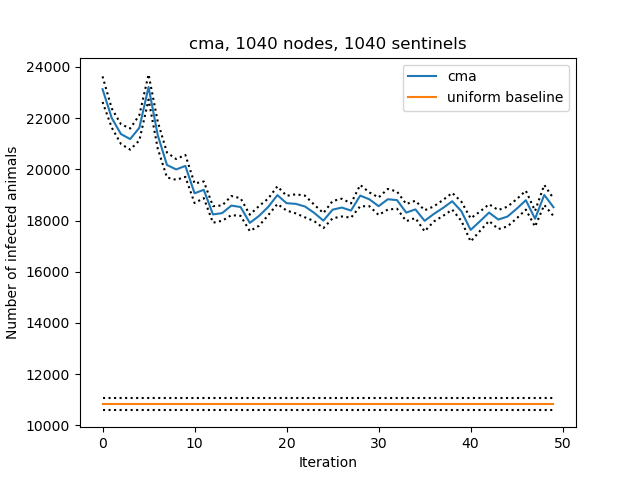 cma, 1040 nodes, 1040 sentinels
cma
uniform baseline
Number of infected animals
24000
22000
20000
18000
16000
14000
12000
10000
0 10 20 30 40 50
Iteration